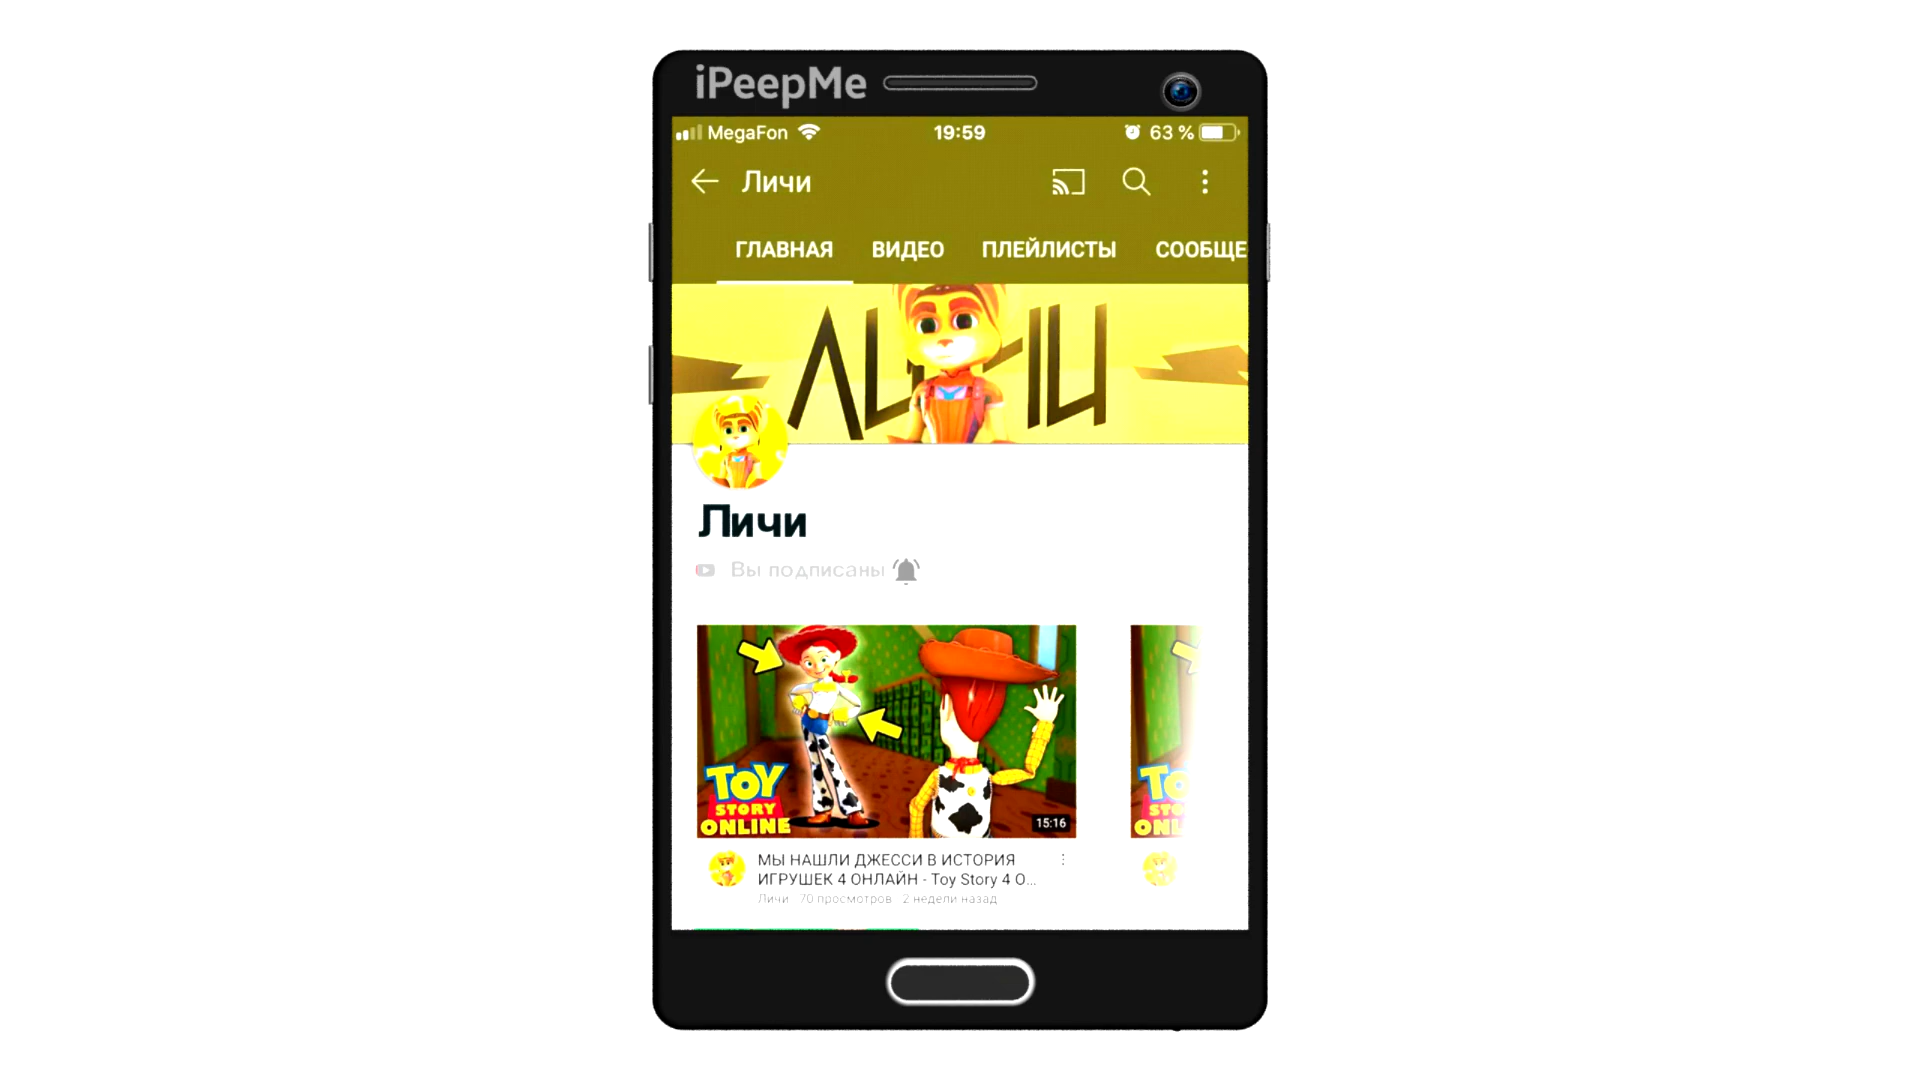 iPeepMe
MegaFon 19:59 63 %
Личи
ГЛАВНАЯ ВИДЕО ПЛЕЙЛИСТЫ СООБЩЕ
Личи
Вы подписаны
TOY
STORY
ONLINE
15:16
МЫ НАШЛИ ДЖЕССИ В ИСТОРИЯ
ИГРУШЕК 4 ОНЛАЙН - Toy Story 4 O...
Личи 70 просмотров 2 недели назад